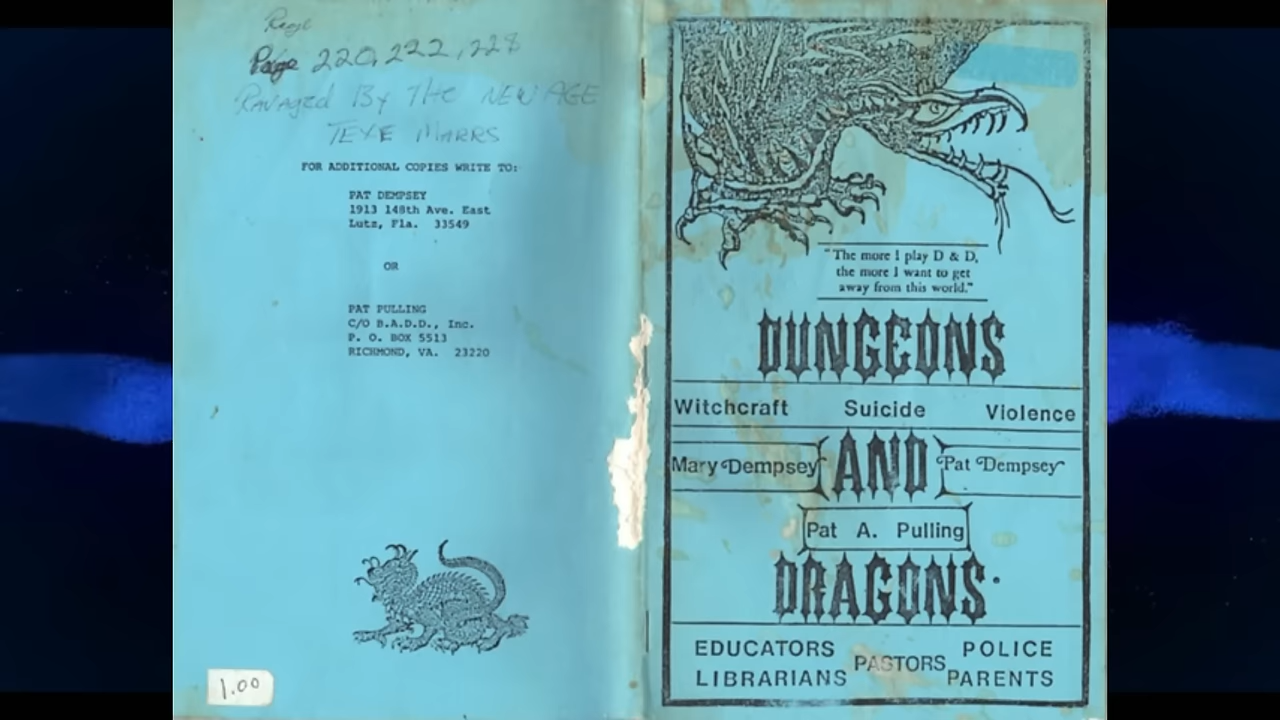 Page
Page 220, 222, 228
Ravaged By The NEW AGE
TEXE MARRS
FOR ADDITIONAL COPIES WRITE TO:
PAT DEMPSEY
1913 148th Ave. East
Lutz, Fla. 33549
OR
PAT PULLING
C/O B.A.D.D., Inc.
P. O. BOX 5513
RICHMOND, VA. 23220
1.00
"The more I play D & D,
the more I want to get
away from this world."
DUNGEONS
Witchcraft Suicide Violence
Mary Dempsey AND Pat Dempsey
Pat A. Pulling
DRAGONS
EDUCATORS PASTORS POLICE
LIBRARIANS PARENTS